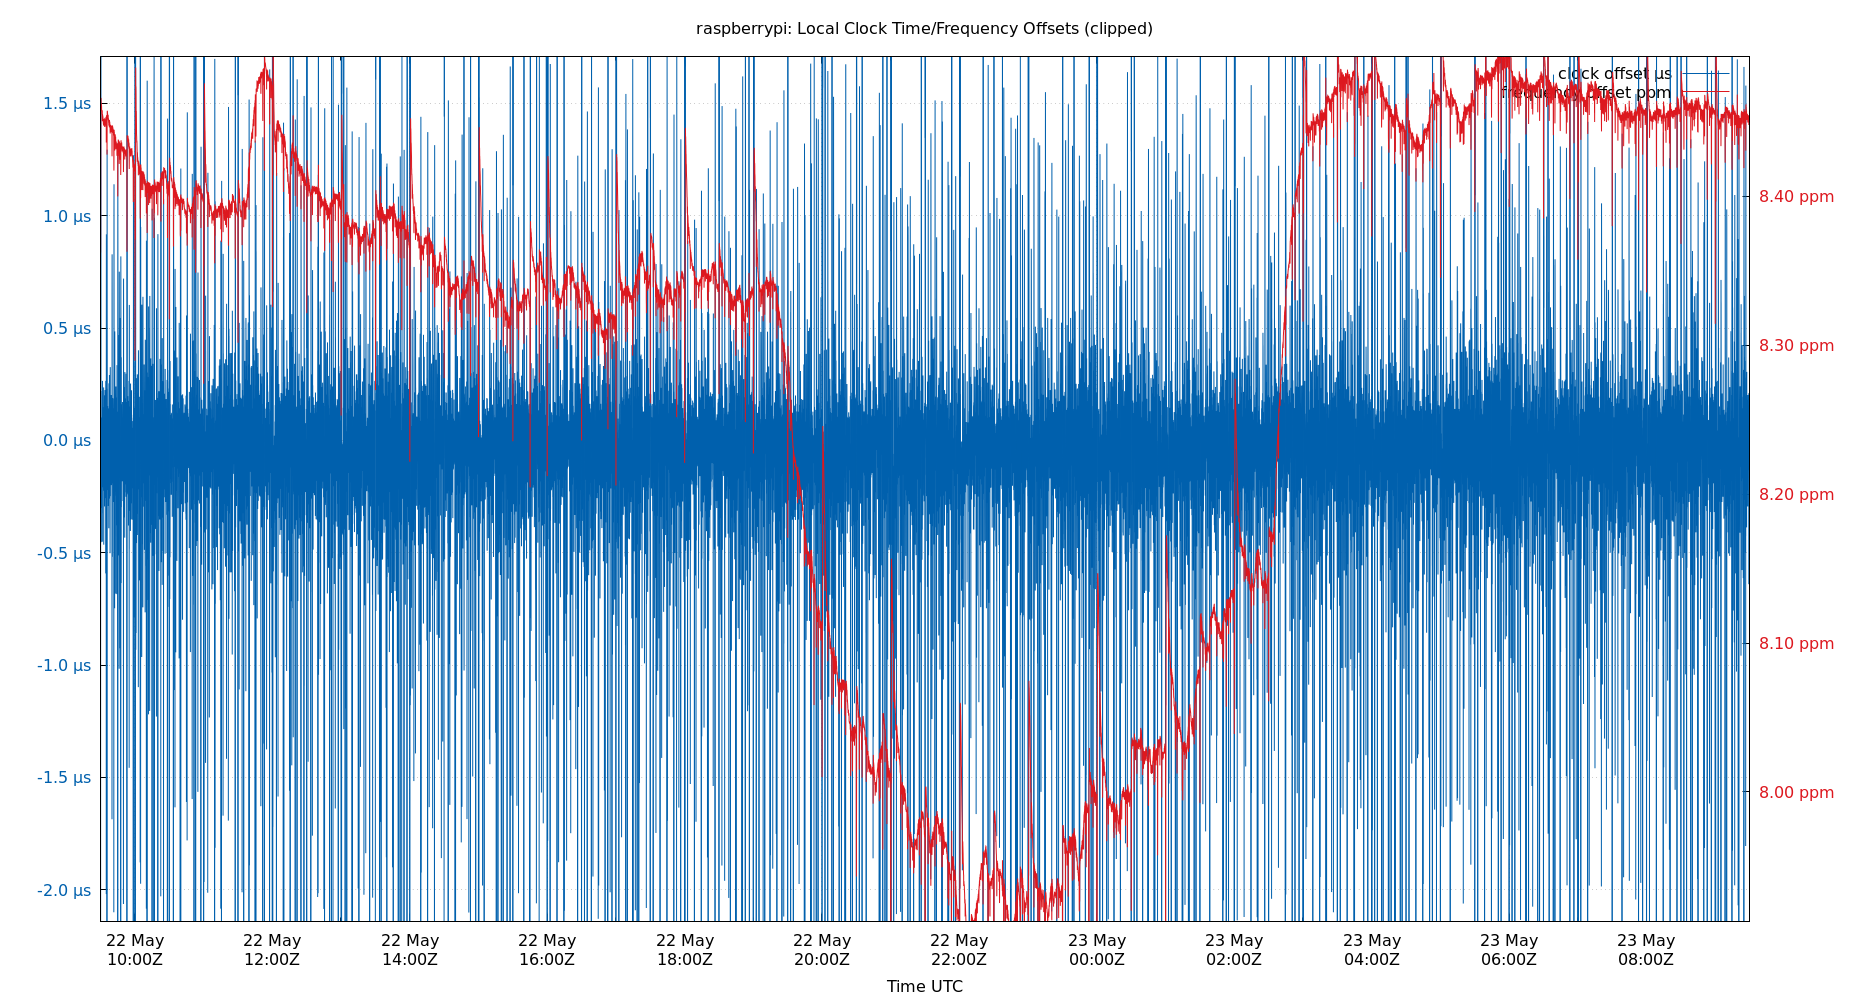 raspberrypi: Local Clock Time/Frequency Offsets (clipped)
clock offset µs
frequency offset ppm
1.5 µs
1.0 µs
0.5 µs
0.0 µs
-0.5 µs
-1.0 µs
-1.5 µs
-2.0 µs
8.40 ppm
8.30 ppm
8.20 ppm
8.10 ppm
8.00 ppm
22 May 22 May 22 May 22 May 22 May 22 May 22 May 23 May 23 May 23 May 23 May 23 May
10:00Z 12:00Z 14:00Z 16:00Z 18:00Z 20:00Z 22:00Z 00:00Z 02:00Z 04:00Z 06:00Z 08:00Z
Time UTC